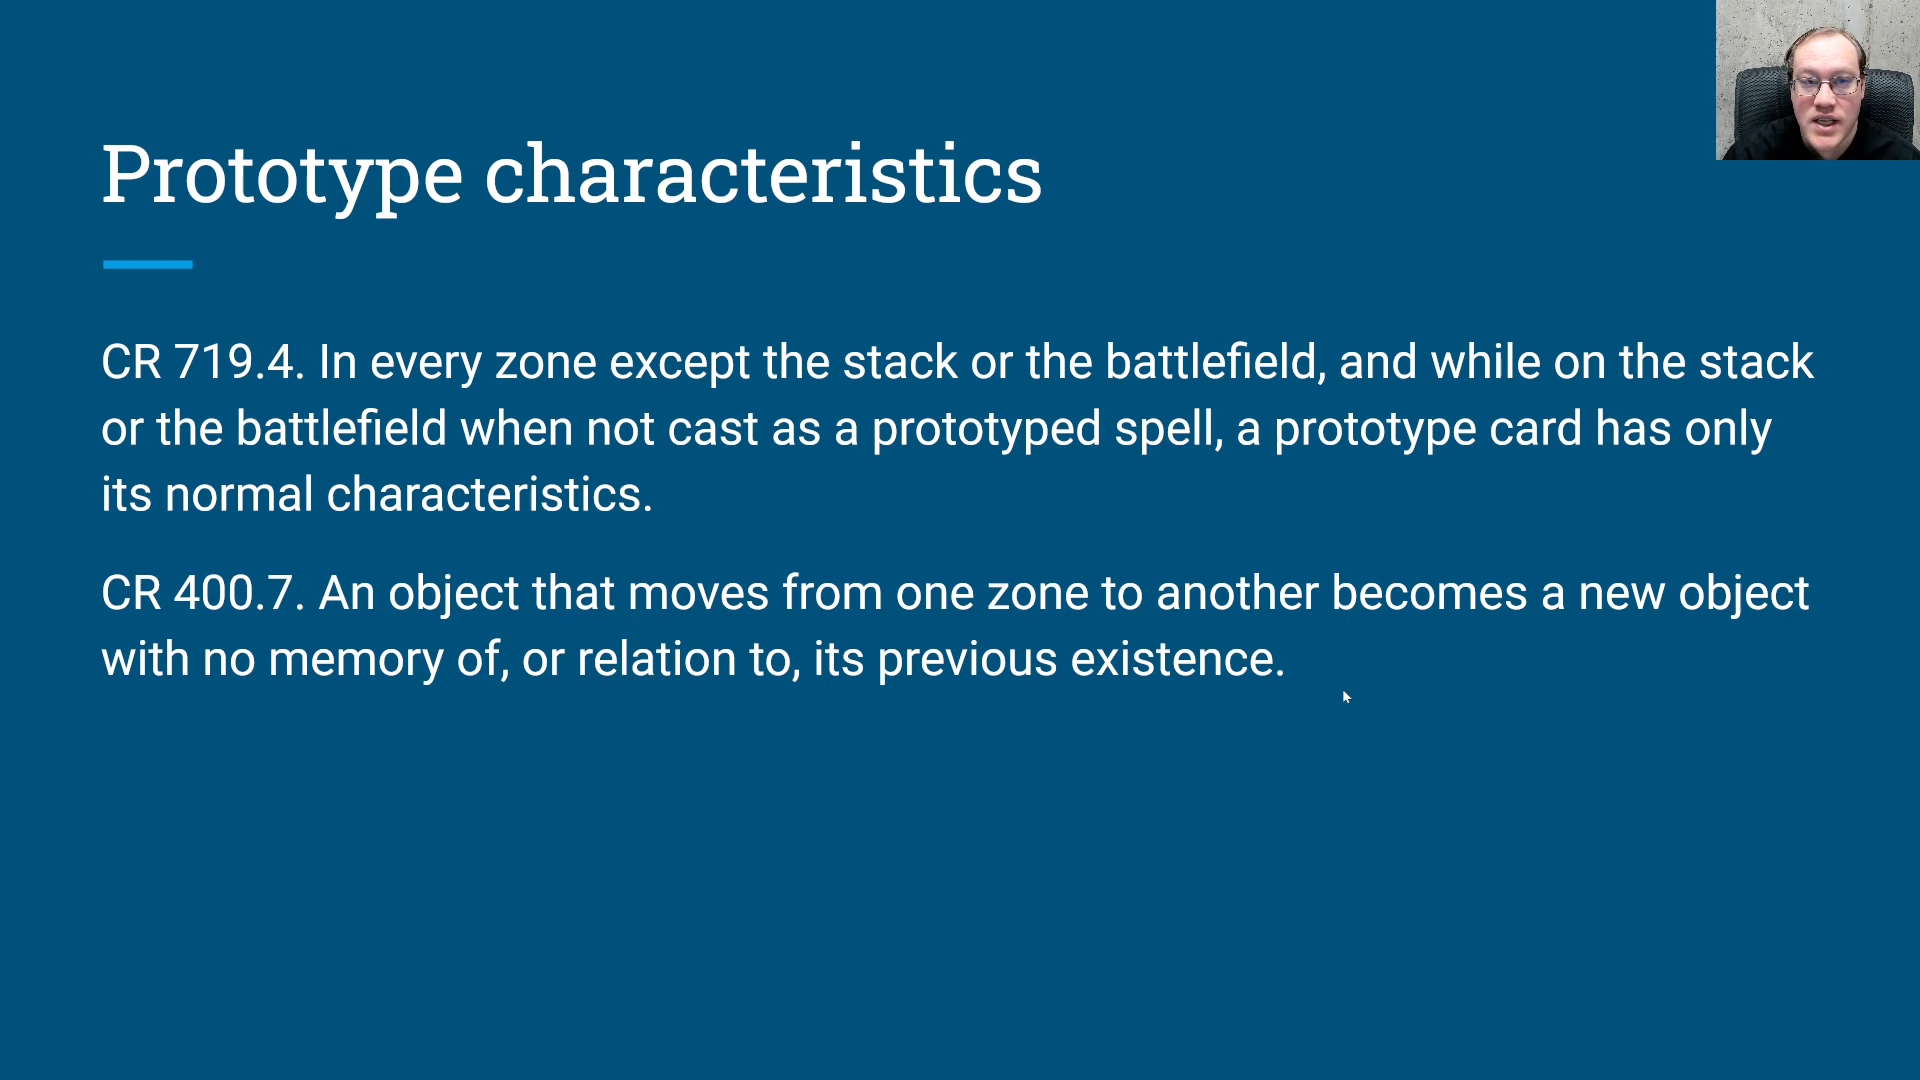 Prototype characteristics
CR 719.4. In every zone except the stack or the battlefield, and while on the stack
or the battlefield when not cast as a prototyped spell, a prototype card has only
its normal characteristics.
CR 400.7. An object that moves from one zone to another becomes a new object
with no memory of, or relation to, its previous existence.